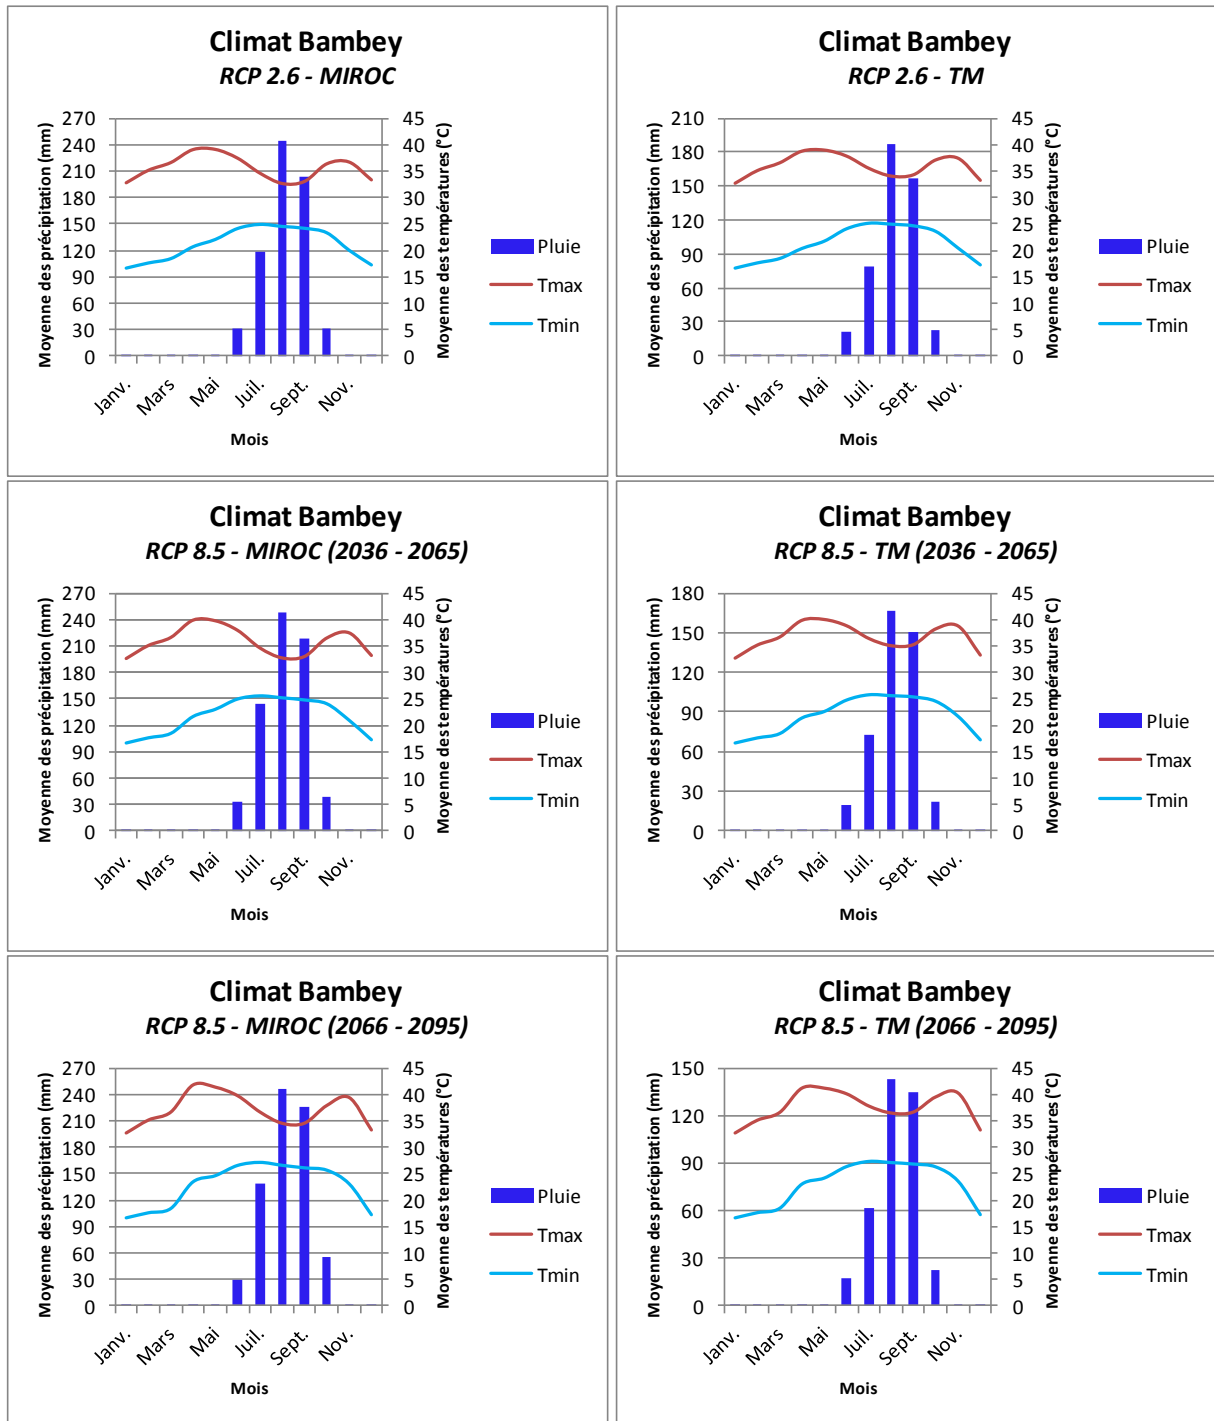 Climat Bambey
RCP 2.6 - MIROC
Moyenne des précipitation (mm)
270
240
210
180
150
120
90
60
30
0
45
40
35
30
25
20
15
10
5
0
Moyenne des températures (°C)
Janv.
Mars
Mai
Juil.
Sept.
Nov.
Mois
Pluie
Tmax
Tmin
Climat Bambey
RCP 2.6 - TM
Moyenne des précipitation (mm)
210
180
150
120
90
60
30
0
45
40
35
30
25
20
15
10
5
0
Moyenne des températures (°C)
Janv.
Mars
Mai
Juil.
Sept.
Nov.
Mois
Pluie
Tmax
Tmin
Climat Bambey
RCP 8.5 - MIROC (2036 - 2065)
Moyenne des précipitation (mm)
270
240
210
180
150
120
90
60
30
0
45
40
35
30
25
20
15
10
5
0
Moyenne des températures (°C)
Janv.
Mars
Mai
Juil.
Sept.
Nov.
Mois
Pluie
Tmax
Tmin
Climat Bambey
RCP 8.5 - TM (2036 - 2065)
Moyenne des précipitation (mm)
180
150
120
90
60
30
0
45
40
35
30
25
20
15
10
5
0
Moyenne des températures (°C)
Janv.
Mars
Mai
Juil.
Sept.
Nov.
Mois
Pluie
Tmax
Tmin
Climat Bambey
RCP 8.5 - MIROC (2066 - 2095)
Moyenne des précipitation (mm)
270
240
210
180
150
120
90
60
30
0
45
40
35
30
25
20
15
10
5
0
Moyenne des températures (°C)
Janv.
Mars
Mai
Juil.
Sept.
Nov.
Mois
Pluie
Tmax
Tmin
Climat Bambey
RCP 8.5 - TM (2066 - 2095)
Moyenne des précipitation (mm)
150
120
90
60
30
0
45
40
35
30
25
20
15
10
5
0
Moyenne des températures (°C)
Janv.
Mars
Mai
Juil.
Sept.
Nov.
Mois
Pluie
Tmax
Tmin